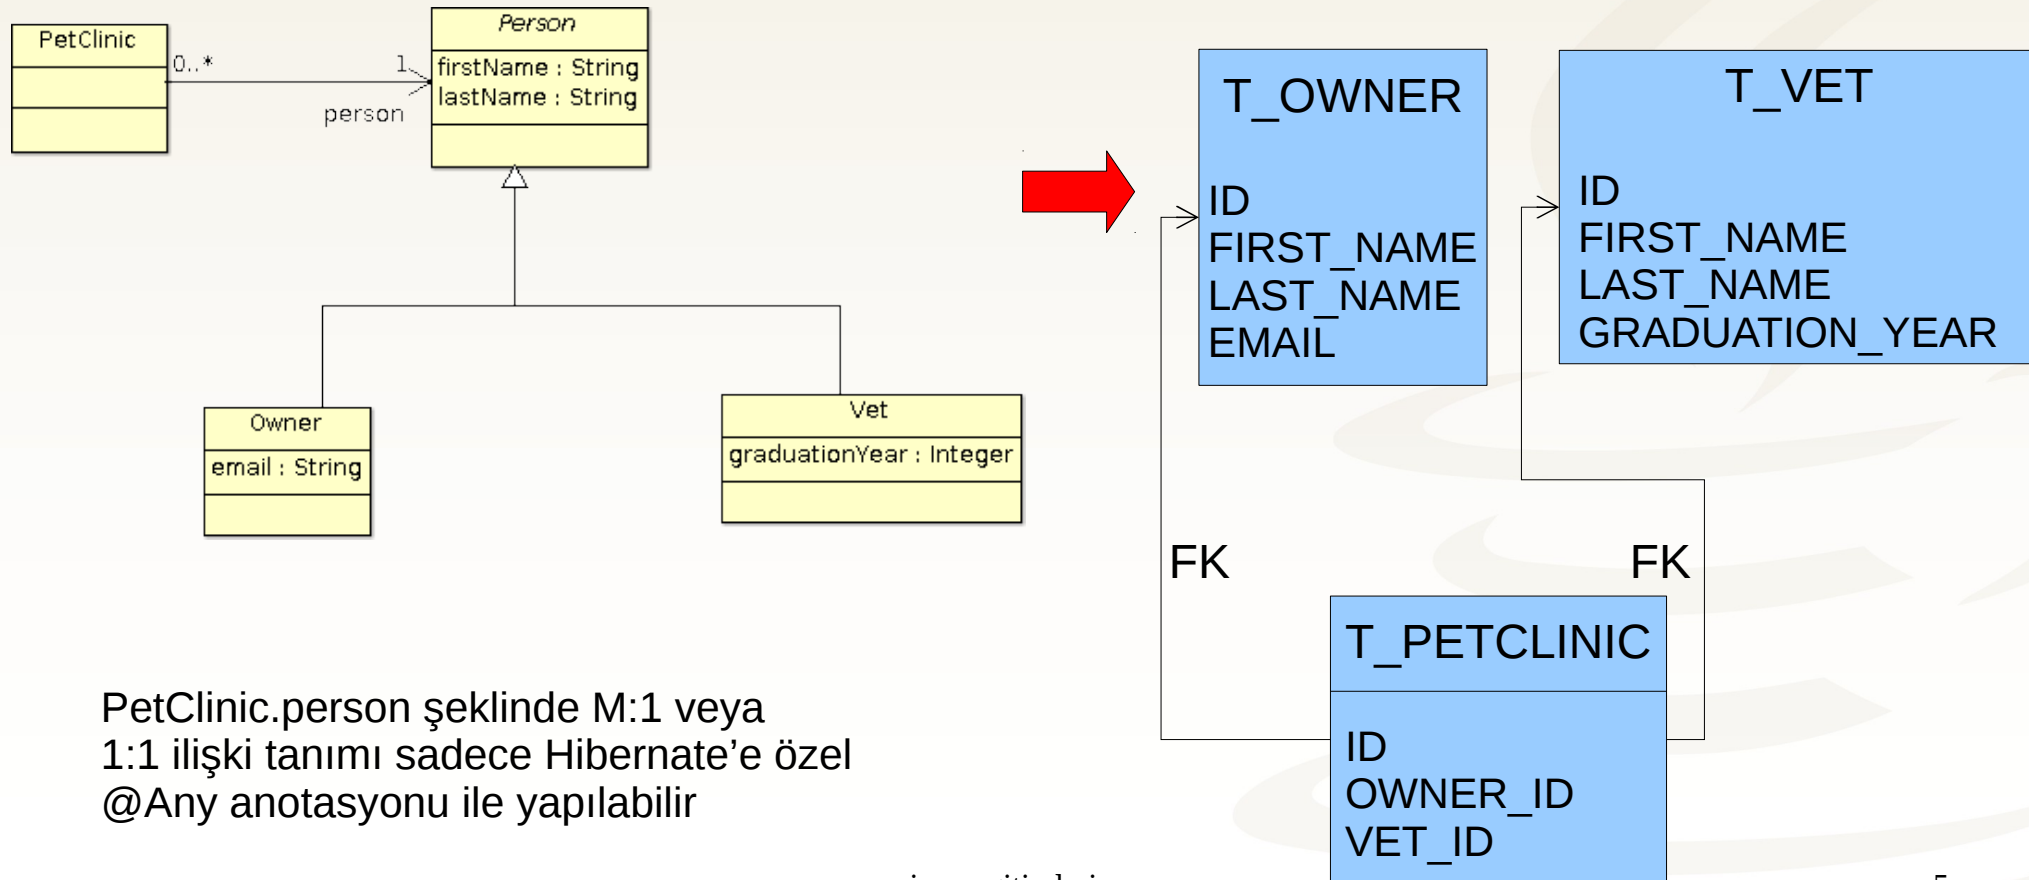 PetClinic
0..*
1
person
Person
firstName : String
lastName : String
Owner
email : String
Vet
graduationYear : Integer
PetClinic.person şeklinde M:1 veya
1:1 ilişki tanımı sadece Hibernate’e özel
@Any anotasyonu ile yapılabilir
T_OWNER
ID
FIRST_NAME
LAST_NAME
EMAIL
T_VET
ID
FIRST_NAME
LAST_NAME
GRADUATION_YEAR
FK
FK
T_PETCLINIC
ID
OWNER_ID
VET_ID